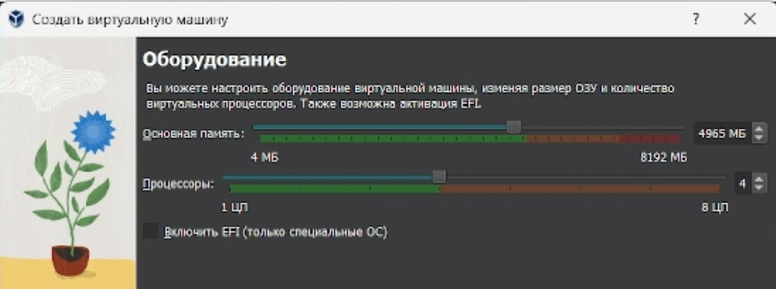 Создать виртуальную машину
?
Оборудование
Вы можете настроить оборудование виртуальной машины, изменяя размер ОЗУ и количество
виртуальных процессоров. Также возможна активация EFI.
Основная память:
4965 МБ
4 МБ
8192 МБ
Процессоры:
4
1 ЦП
8 ЦП
Включить EFI (только специальные ОС)